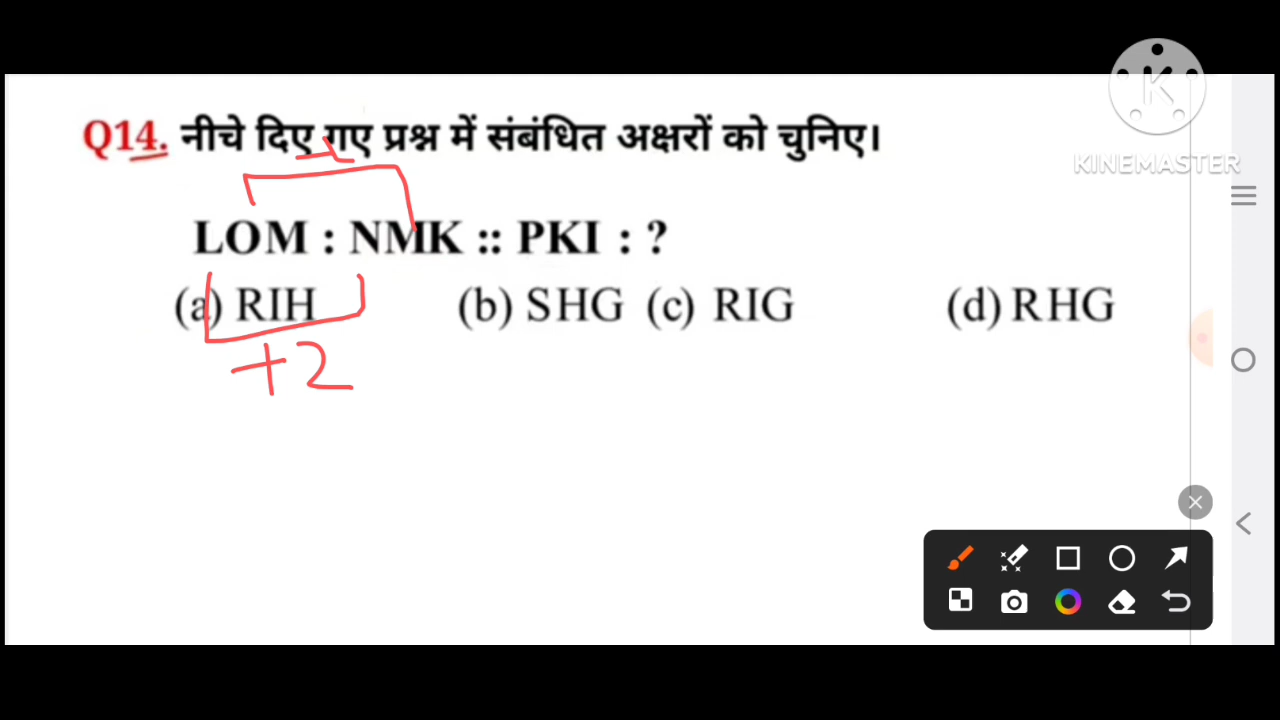 KINEMASTER
Q14. नीचे दिए गए प्रश्न में संबंधित अक्षरों को चुनिए।
LOM : NMK :: PKI : ?
(a) RIH (b) SHG (c) RIG (d) RHG
+2